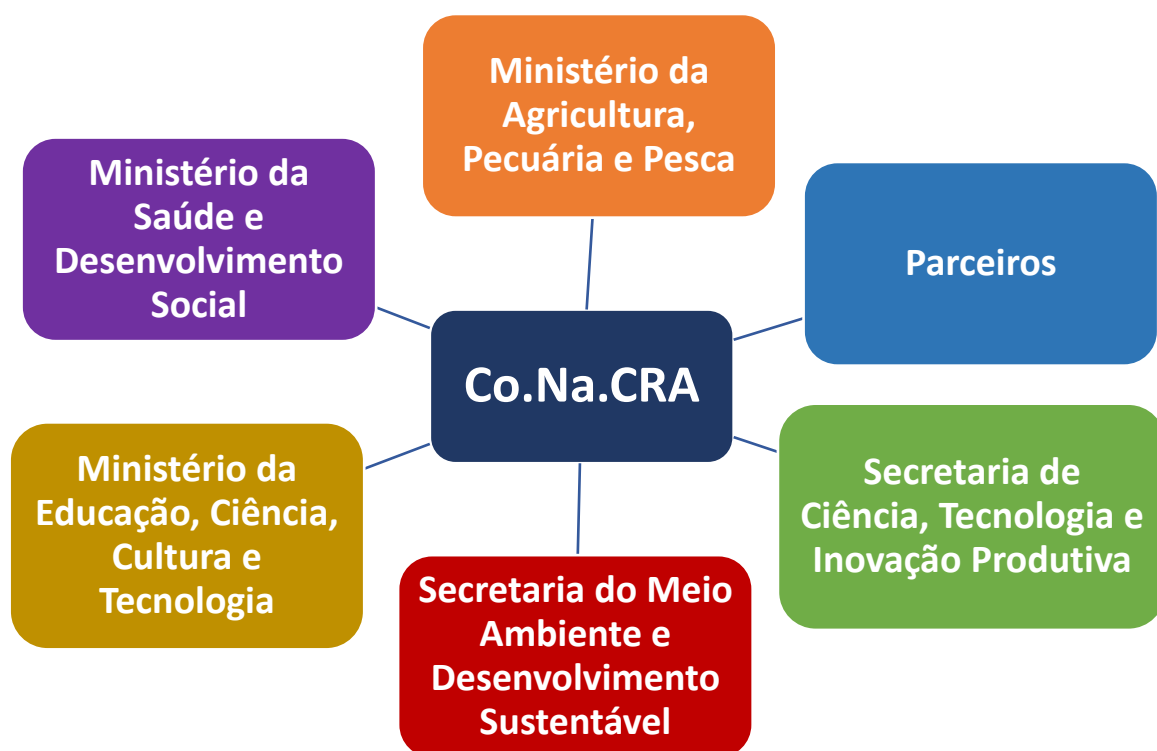 Ministério da
Agricultura,
Pecuária e Pesca
Ministério da
Saúde e
Desenvolvimento
Social
Parceiros
Co.Na.CRA
Ministério da
Educação, Ciência,
Cultura e
Tecnologia
Secretaria de
Ciência, Tecnologia e
Inovação Produtiva
Secretaria do Meio
Ambiente e
Desenvolvimento
Sustentável